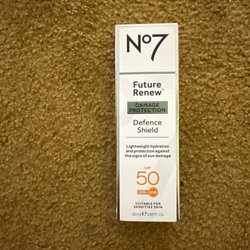 No7
Future
Renew
DAMAGE
PROTECTION
Defence
Shield
Lightweight hydration
and protection against
the signs of sun damage
SPF
50
SUITABLE FOR
SENSITIVE SKIN